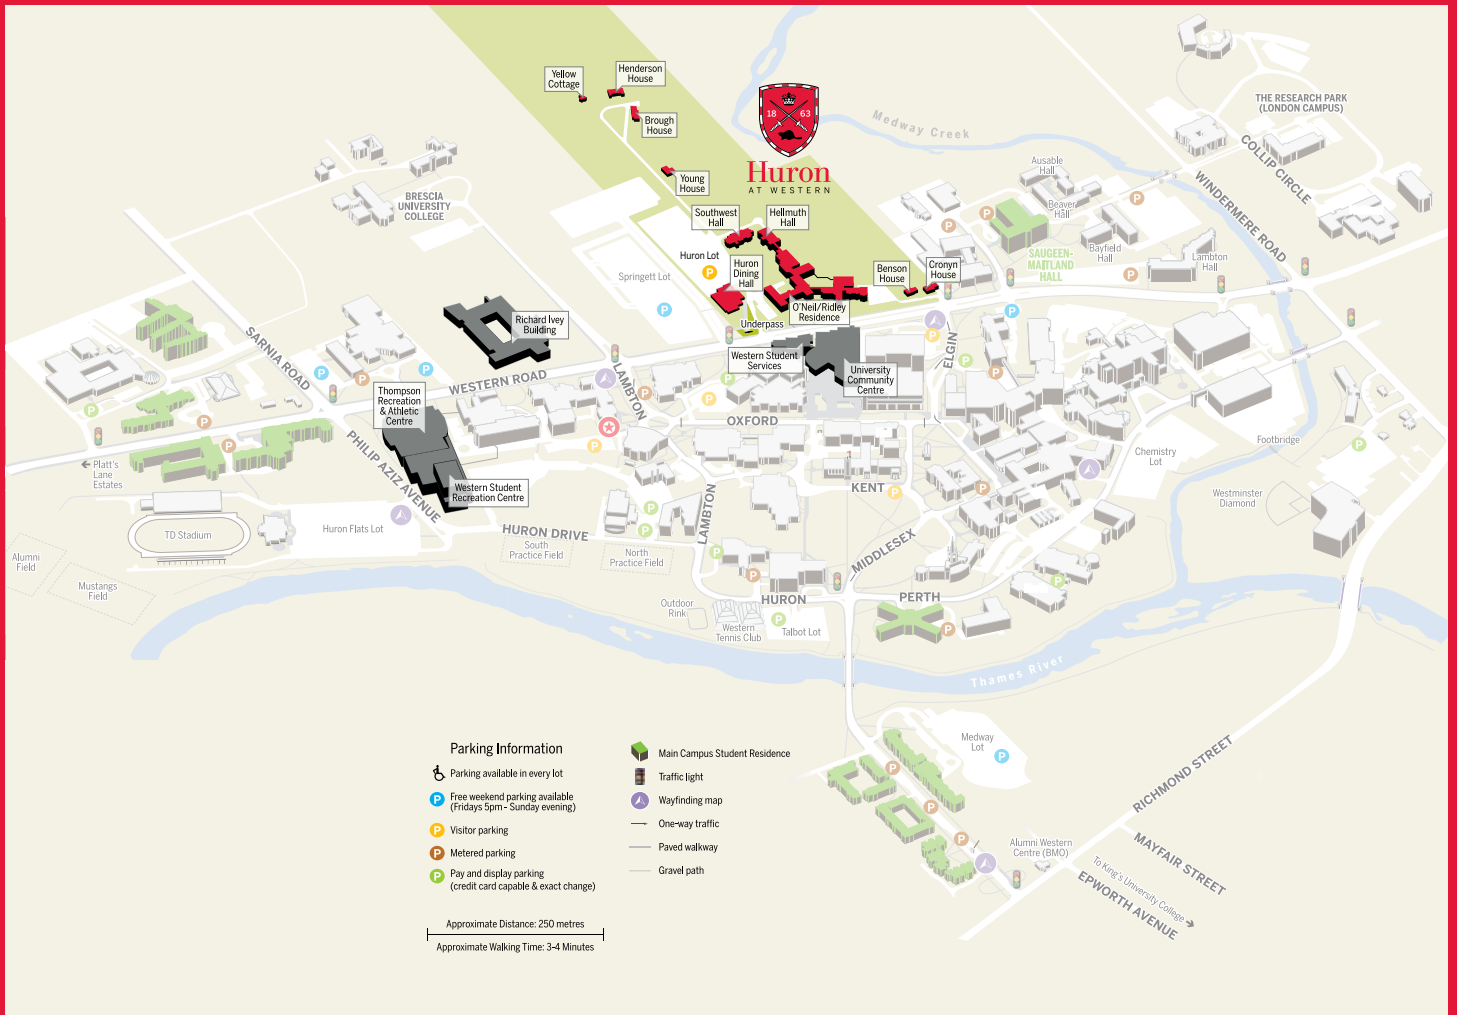 Yellow
Cottage
Henderson
House
Brough
House
Young
House
18 63
Huron
AT WESTERN
Medway Creek
THE RESEARCH PARK
(LONDON CAMPUS)
COLLIP CIRCLE
WINDERMERE ROAD
Ausable
Hall
Beaver
Hall
Bayfield
Hall
Lambton
Hall
SAUGEEN-
MAITLAND
HALL
BRESCIA
UNIVERSITY
COLLEGE
Southwest
Hall
Hellmuth
Hall
Huron Lot
P
Huron
Dining
Hall
Benson
House
Cronyn
House
O'Neil/Ridley
Residence
Springett Lot
P
Underpass
Richard Ivey
Building
Western Student
Services
University
Community
Centre
ELGIN
SARNIA ROAD
WESTERN ROAD
LAMBTON
OXFORD
Thompson
Recreation
& Athletic
Centre
Western Student
Recreation Centre
PHILIP AZIZ AVENUE
Platt's
Lane
Estates
KENT
Chemistry
Lot
Footbridge
Westminster
Diamond
TD Stadium
Huron Flats Lot
HURON DRIVE
South
Practice Field
North
Practice Field
LAMBTON
MIDDLESEX
Alumni
Field
Mustangs
Field
Outdoor
Rink
Western
Tennis Club
HURON
Talbot Lot
PERTH
Thames River
Medway
Lot
P
RICHMOND STREET
MAYFAIR STREET
Alumni Western
Centre (BMO)
To King's University College
EPWORTH AVENUE
Parking Information
Parking available in every lot
P Free weekend parking available
(Fridays 5pm - Sunday evening)
P Visitor parking
P Metered parking
P Pay and display parking
(credit card capable & exact change)
Main Campus Student Residence
Traffic light
Wayfinding map
One-way traffic
Paved walkway
Gravel path
Approximate Distance: 250 metres
Approximate Walking Time: 3-4 Minutes